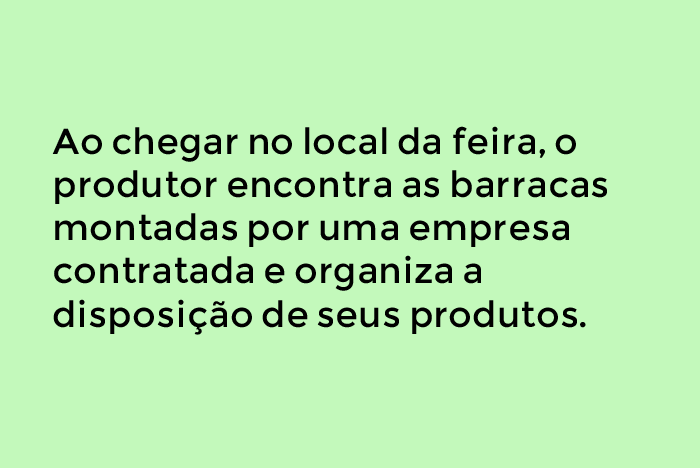 Ao chegar no local da feira, o
produtor encontra as barracas
montadas por uma empresa
contratada e organiza a
disposição de seus produtos.